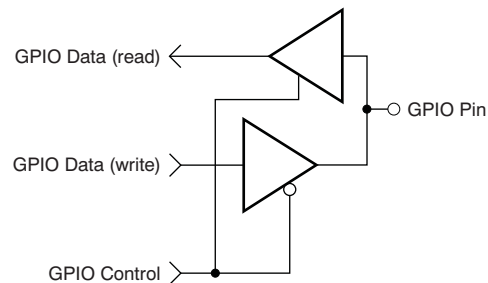 GPIO Data (read)
GPIO Pin
GPIO Data (write)
GPIO Control